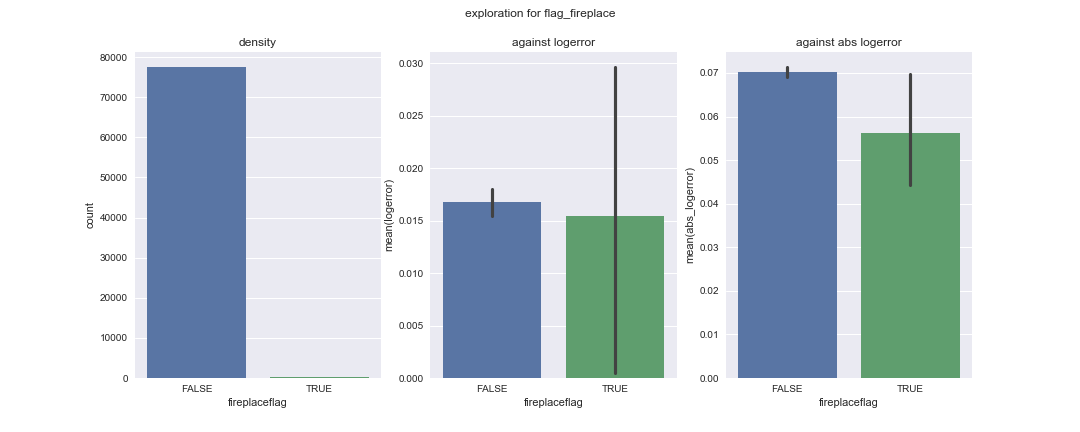 exploration for flag_fireplace
density
80000
70000
60000
50000
40000
30000
20000
10000
0
count
FALSE
TRUE
fireplaceflag
against logerror
0.030
0.025
0.020
0.015
0.010
0.005
0.000
mean(logerror)
FALSE
TRUE
fireplaceflag
against abs logerror
0.07
0.06
0.05
0.04
0.03
0.02
0.01
0.00
mean(abs_logerror)
FALSE
TRUE
fireplaceflag